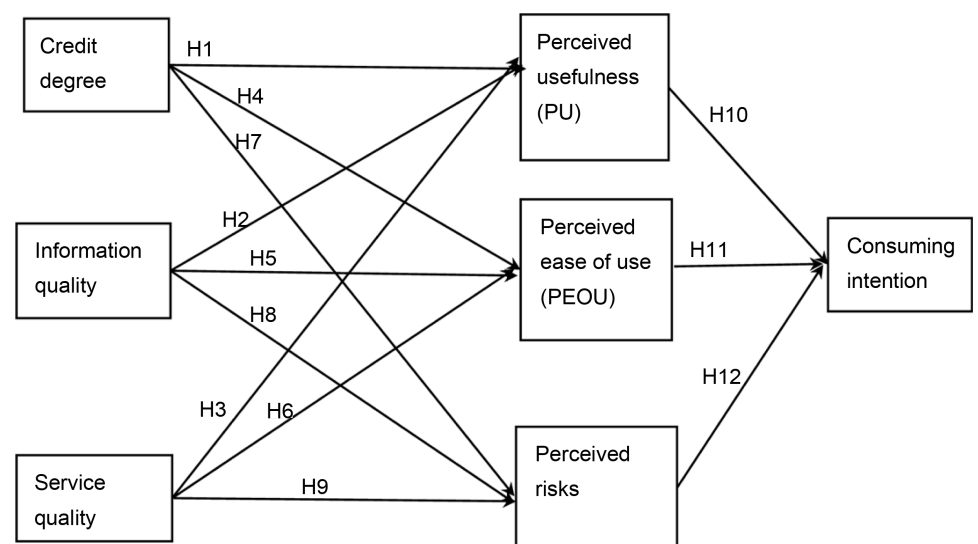 Credit
degree
H1
H4
H7
Perceived
usefulness
(PU)
H10
Information
quality
H2
H5
H8
Perceived
ease of use
(PEOU)
H11
Consuming
intention
Service
quality
H3
H6
H9
Perceived
risks
H12